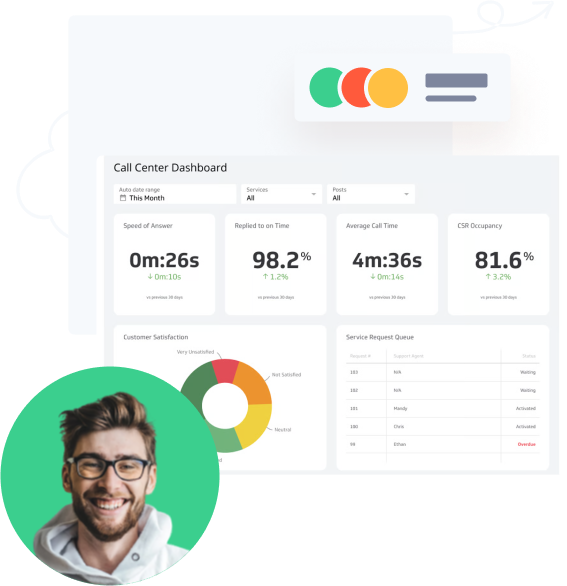 Call Center Dashboard
Auto date range
This Month
Services
All
Posts
All
Speed of Answer
0m:26s
↓ 0m:10s
vs previous 30 days
Replied to on Time
98.2%
↑ 1.2%
vs previous 30 days
Average Call Time
4m:36s
↓ 0m:14s
vs previous 30 days
CSR Occupancy
81.6%
↑ 3.2%
vs previous 30 days
Customer Satisfaction
Very Unsatisfied
Not Satisfied
Neutral
Service Request Queue
Request # Support Agent Status
103 N/A Waiting
102 N/A Waiting
101 Mandy Activated
100 Chris Activated
99 Ethan Overdue